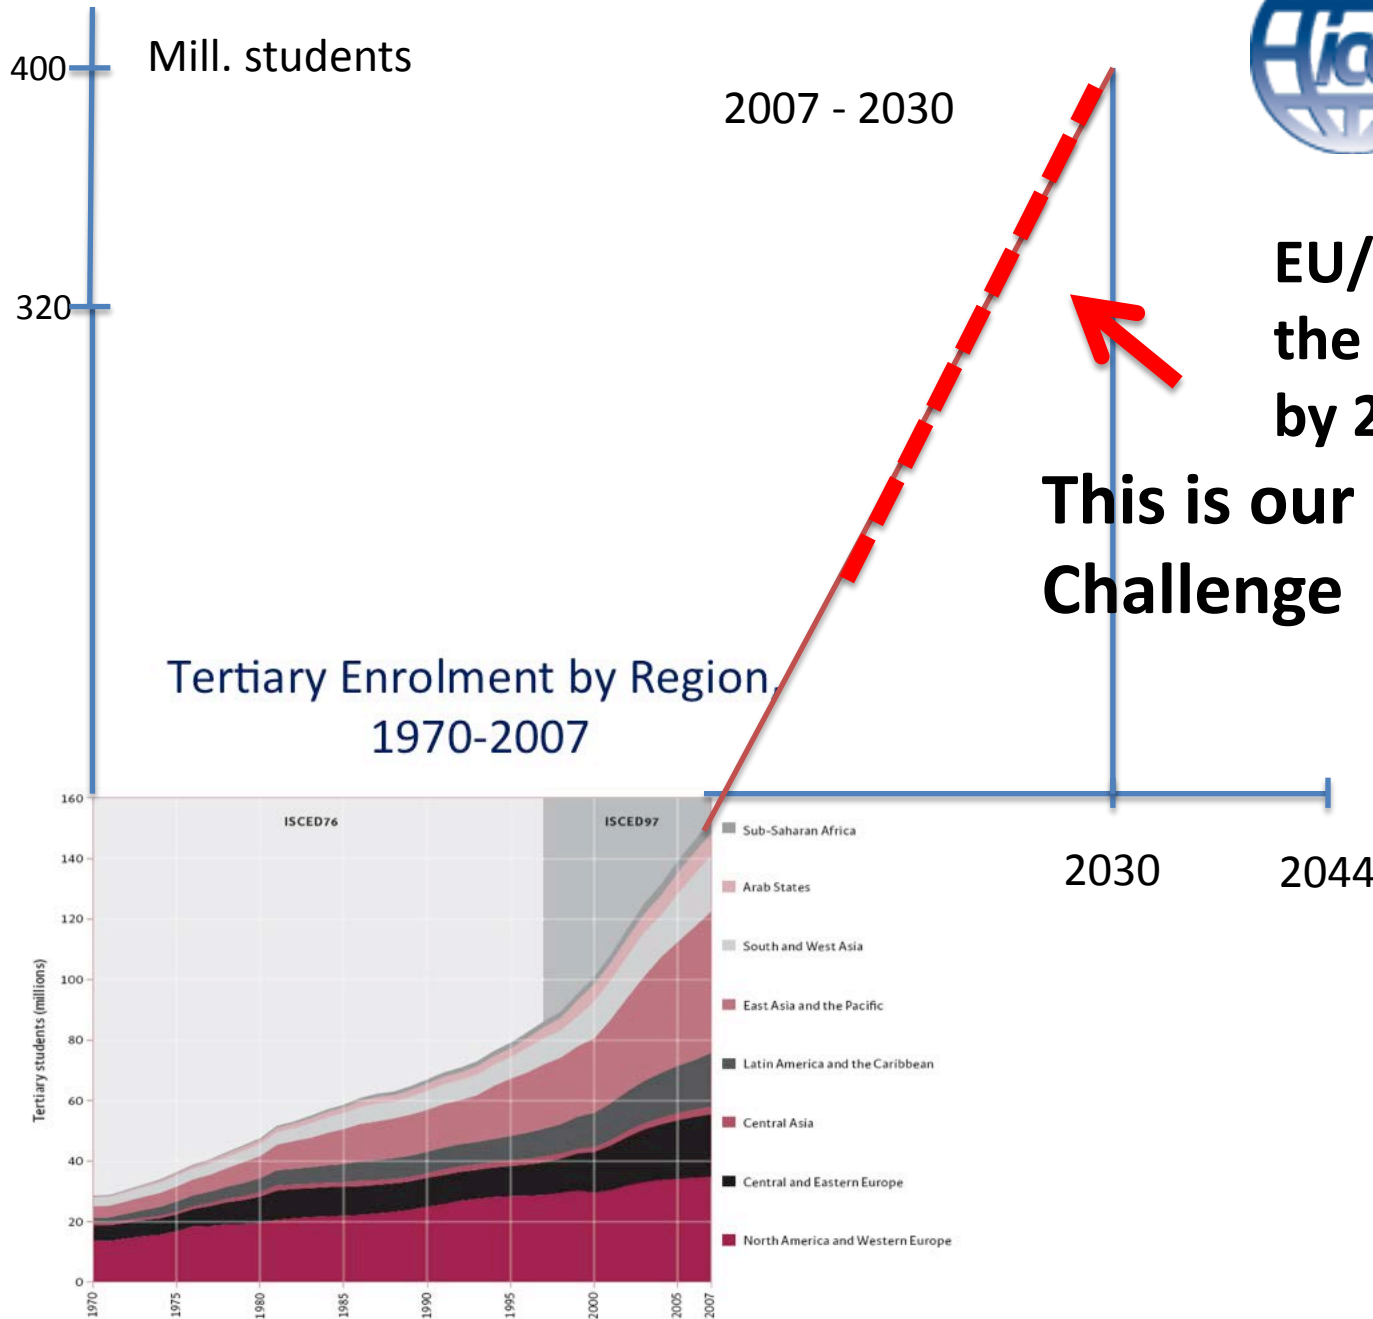 400
Mill. students
2007 - 2030
320
EU/
the
by 2
This is our
Challenge
Tertiary Enrolment by Region,
1970-2007
160
140
120
100
80
60
40
20
0
Tertiary students (millions)
ISCED76
ISCED97
1970
1975
1980
1985
1990
1995
2000
2005
2007
Sub-Saharan Africa
Arab States
South and West Asia
East Asia and the Pacific
Latin America and the Caribbean
Central Asia
Central and Eastern Europe
North America and Western Europe
2030
2044